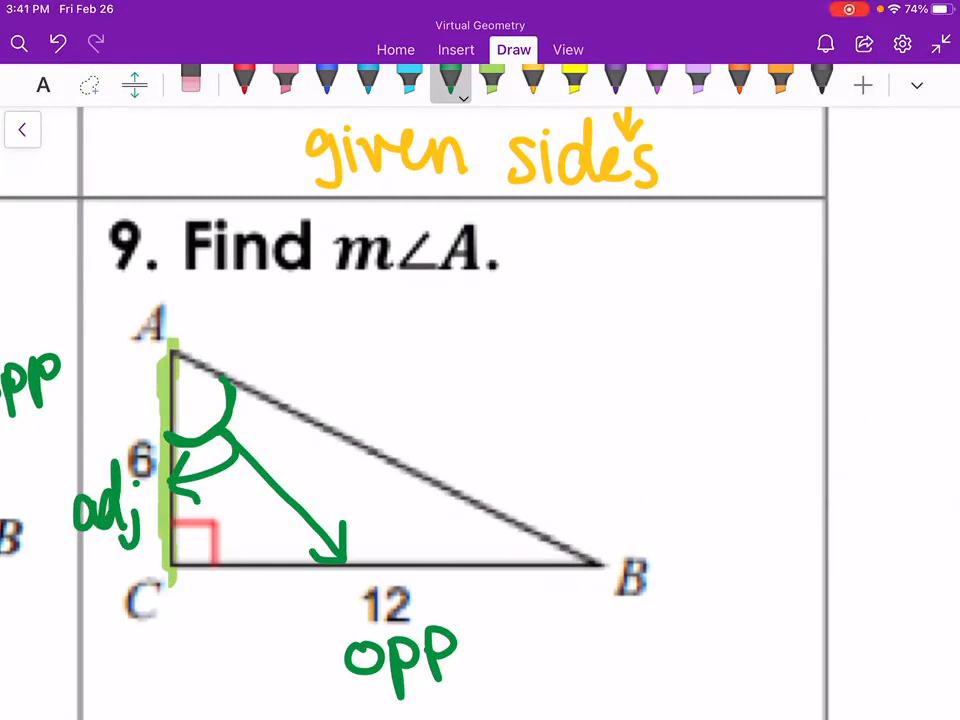 3:41 PM Fri Feb 26
74%
Virtual Geometry
Home Insert Draw View
A
given sides
9. Find m∠A.
A
opp
6
adj
B
C
12
B
opp